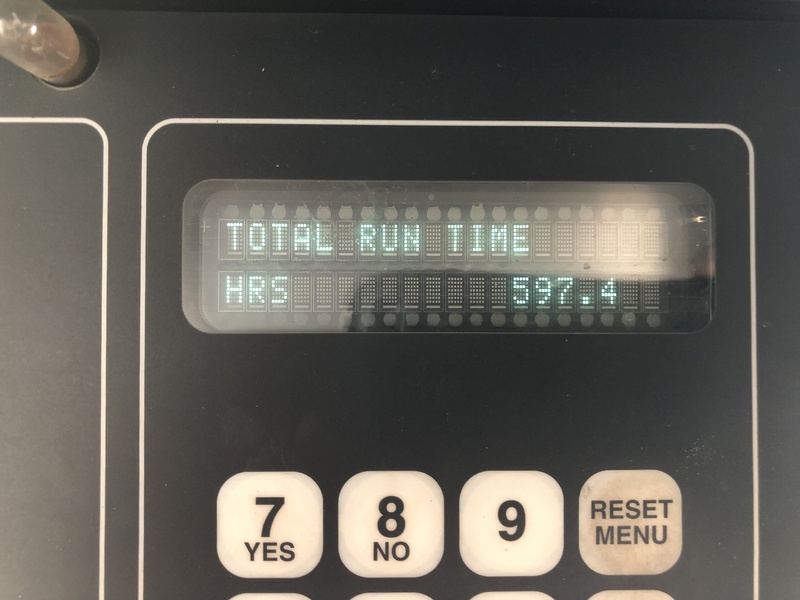 TOTAL RUN TIME
HRS 597.4
7 8 9 RESET
YES NO MENU